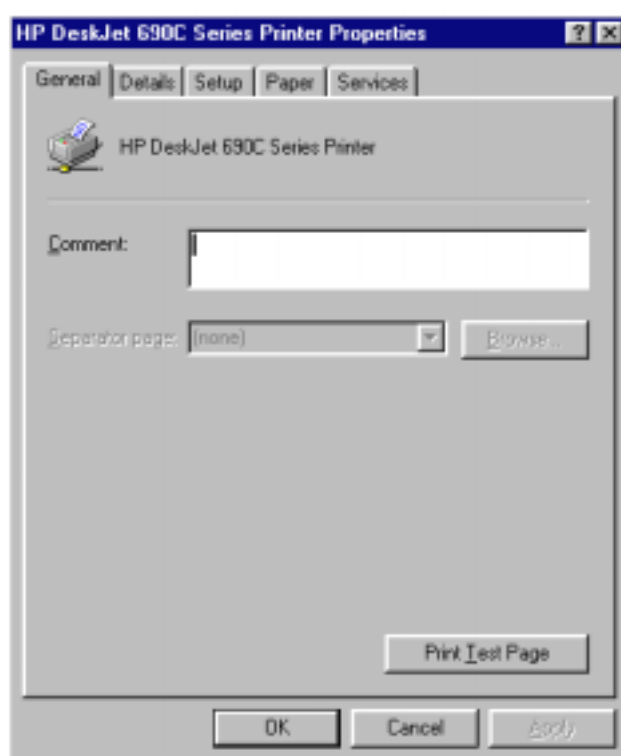 HP DeskJet 690C Series Printer Properties
General Details Setup Paper Services
HP DeskJet 690C Series Printer
Comment:
Separator page: (none) Browse...
Print Test Page
OK Cancel Apply